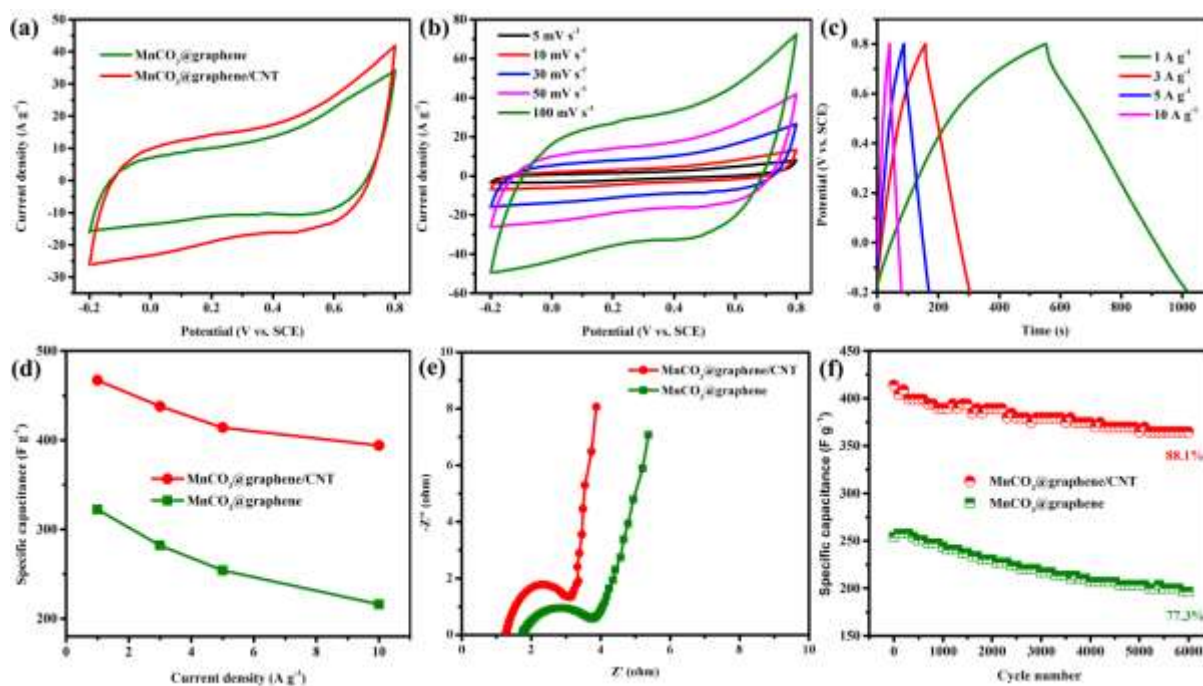 (a)
MnCO3@graphene
MnCO3@graphene/CNT
50
40
30
20
10
0
-10
-20
-30
-0.2 0.0 0.2 0.4 0.6 0.8
Current density (A g-1)
Potential (V vs. SCE)
(b)
5 mV s-1
10 mV s-1
30 mV s-1
50 mV s-1
100 mV s-1
80
60
40
20
0
-20
-40
-60
-0.2 0.0 0.2 0.4 0.6 0.8
Current density (A g-1)
Potential (V vs. SCE)
(c)
1 A g-1
3 A g-1
5 A g-1
10 A g-1
0.8
0.6
0.4
0.2
0.0
-0.2
0 200 400 600 800 1000
Potential (V vs. SCE)
Time (s)
(d)
MnCO3@graphene/CNT
MnCO3@graphene
500
400
300
200
0 2 4 6 8 10
Specific capacitance (F g-1)
Current density (A g-1)
(e)
MnCO3@graphene/CNT
MnCO3@graphene
10
8
6
4
2
0
0 2 4 6 8 10
-Z'' (ohm)
Z' (ohm)
(f)
450
400
350
300
250
200
150
88.1%
MnCO3@graphene/CNT
MnCO3@graphene
77.3%
0 1000 2000 3000 4000 5000 6000
Specific capacitance (F g-1)
Cycle number